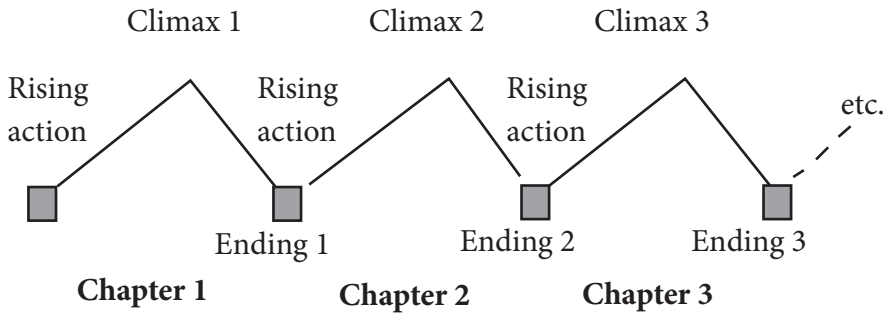 Climax 1
Climax 2
Climax 3
Rising
action
Rising
action
Rising
action
etc.
Ending 1
Ending 2
Ending 3
Chapter 1
Chapter 2
Chapter 3